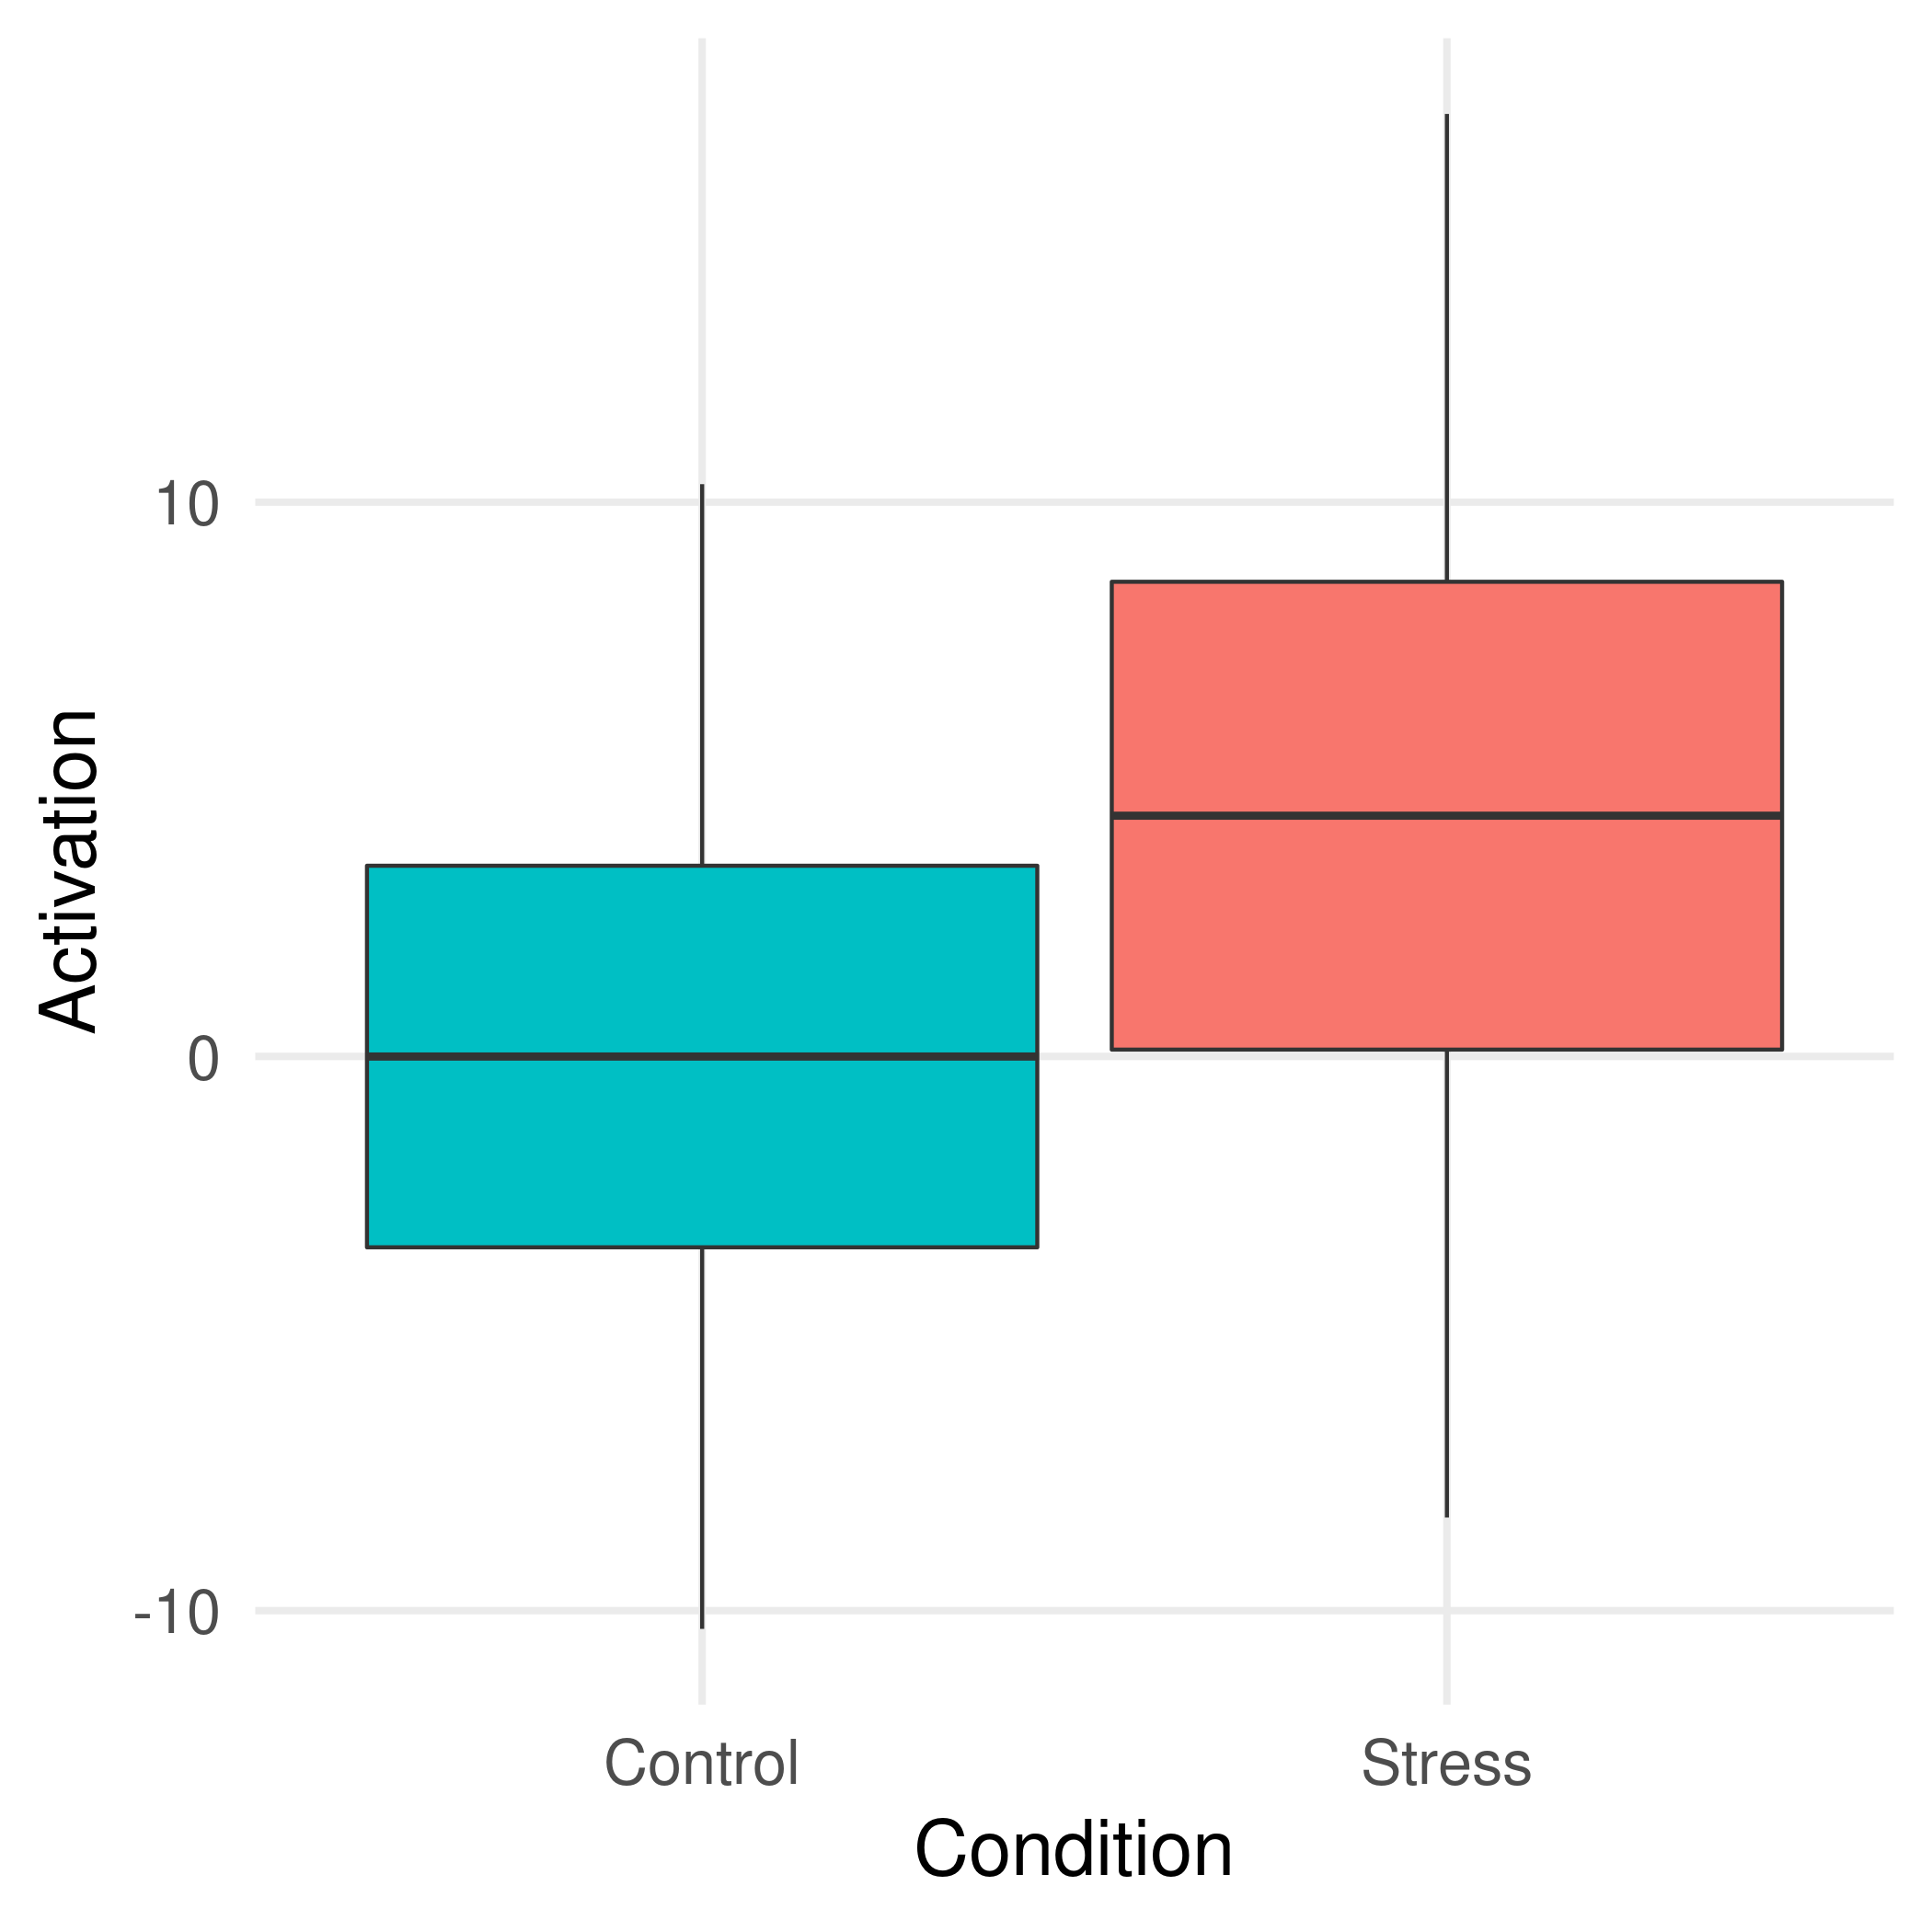 Activation
10
0
-10
Control
Stress
Condition